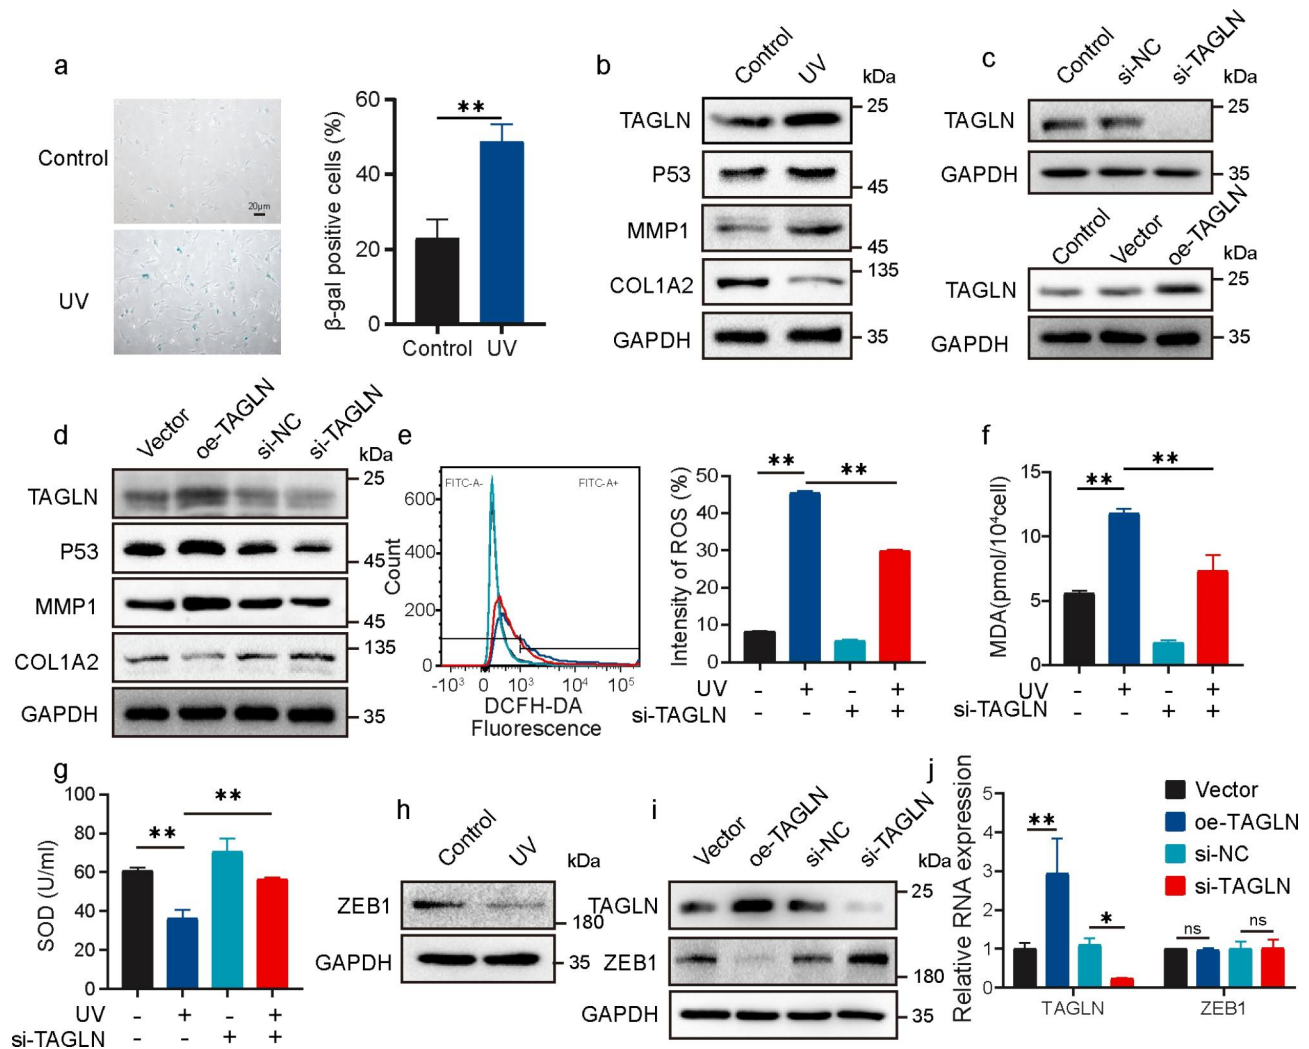 a
Control
UV
20μm
β-gal positive cells (%)
60
40
20
0
**
Control
UV
b
Control
UV
kDa
TAGLN
25
P53
45
MMP1
45
COL1A2
135
GAPDH
35
c
Control
si-NC
si-TAGLN
kDa
TAGLN
25
GAPDH
35
Control
Vector
oe-TAGLN
kDa
TAGLN
25
GAPDH
35
d
Vector
oe-TAGLN
si-NC
si-TAGLN
kDa
TAGLN
25
P53
45
MMP1
45
COL1A2
135
GAPDH
35
e
FITC-A-
FITC-A+
Count
600
400
200
0
-10³ 0 10³ 10⁴ 10⁵
DCFH-DA
Fluorescence
Intensity of ROS (%)
50
40
30
20
10
0
**
**
UV - + - +
si-TAGLN - - + +
f
MDA(pmol/10⁴cell)
15
10
5
0
**
**
UV - + - +
si-TAGLN - - + +
g
SOD (U/ml)
100
80
60
40
20
0
**
**
UV - + - +
si-TAGLN - - + +
h
Control
UV
kDa
ZEB1
180
GAPDH
35
i
Vector
oe-TAGLN
si-NC
si-TAGLN
kDa
TAGLN
25
ZEB1
180
GAPDH
35
j
Relative RNA expression
5
4
3
2
1
0
**
*
ns
ns
TAGLN
ZEB1
Vector
oe-TAGLN
si-NC
si-TAGLN